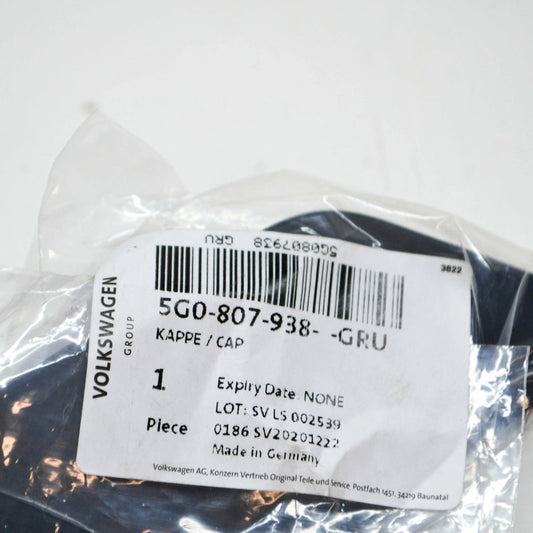 5G0807938 GRU
3822
5G0-807-938- -GRU
KAPPE / CAP
VOLKSWAGEN
GROUP
1 Expiry Date: NONE
LOT: SV LS 002539
Piece 0186 SV20201222
Made in Germany
Volkswagen AG, Konzern Vertrieb Original Teile und Service, Postfach 1451, 34219 Baunatal